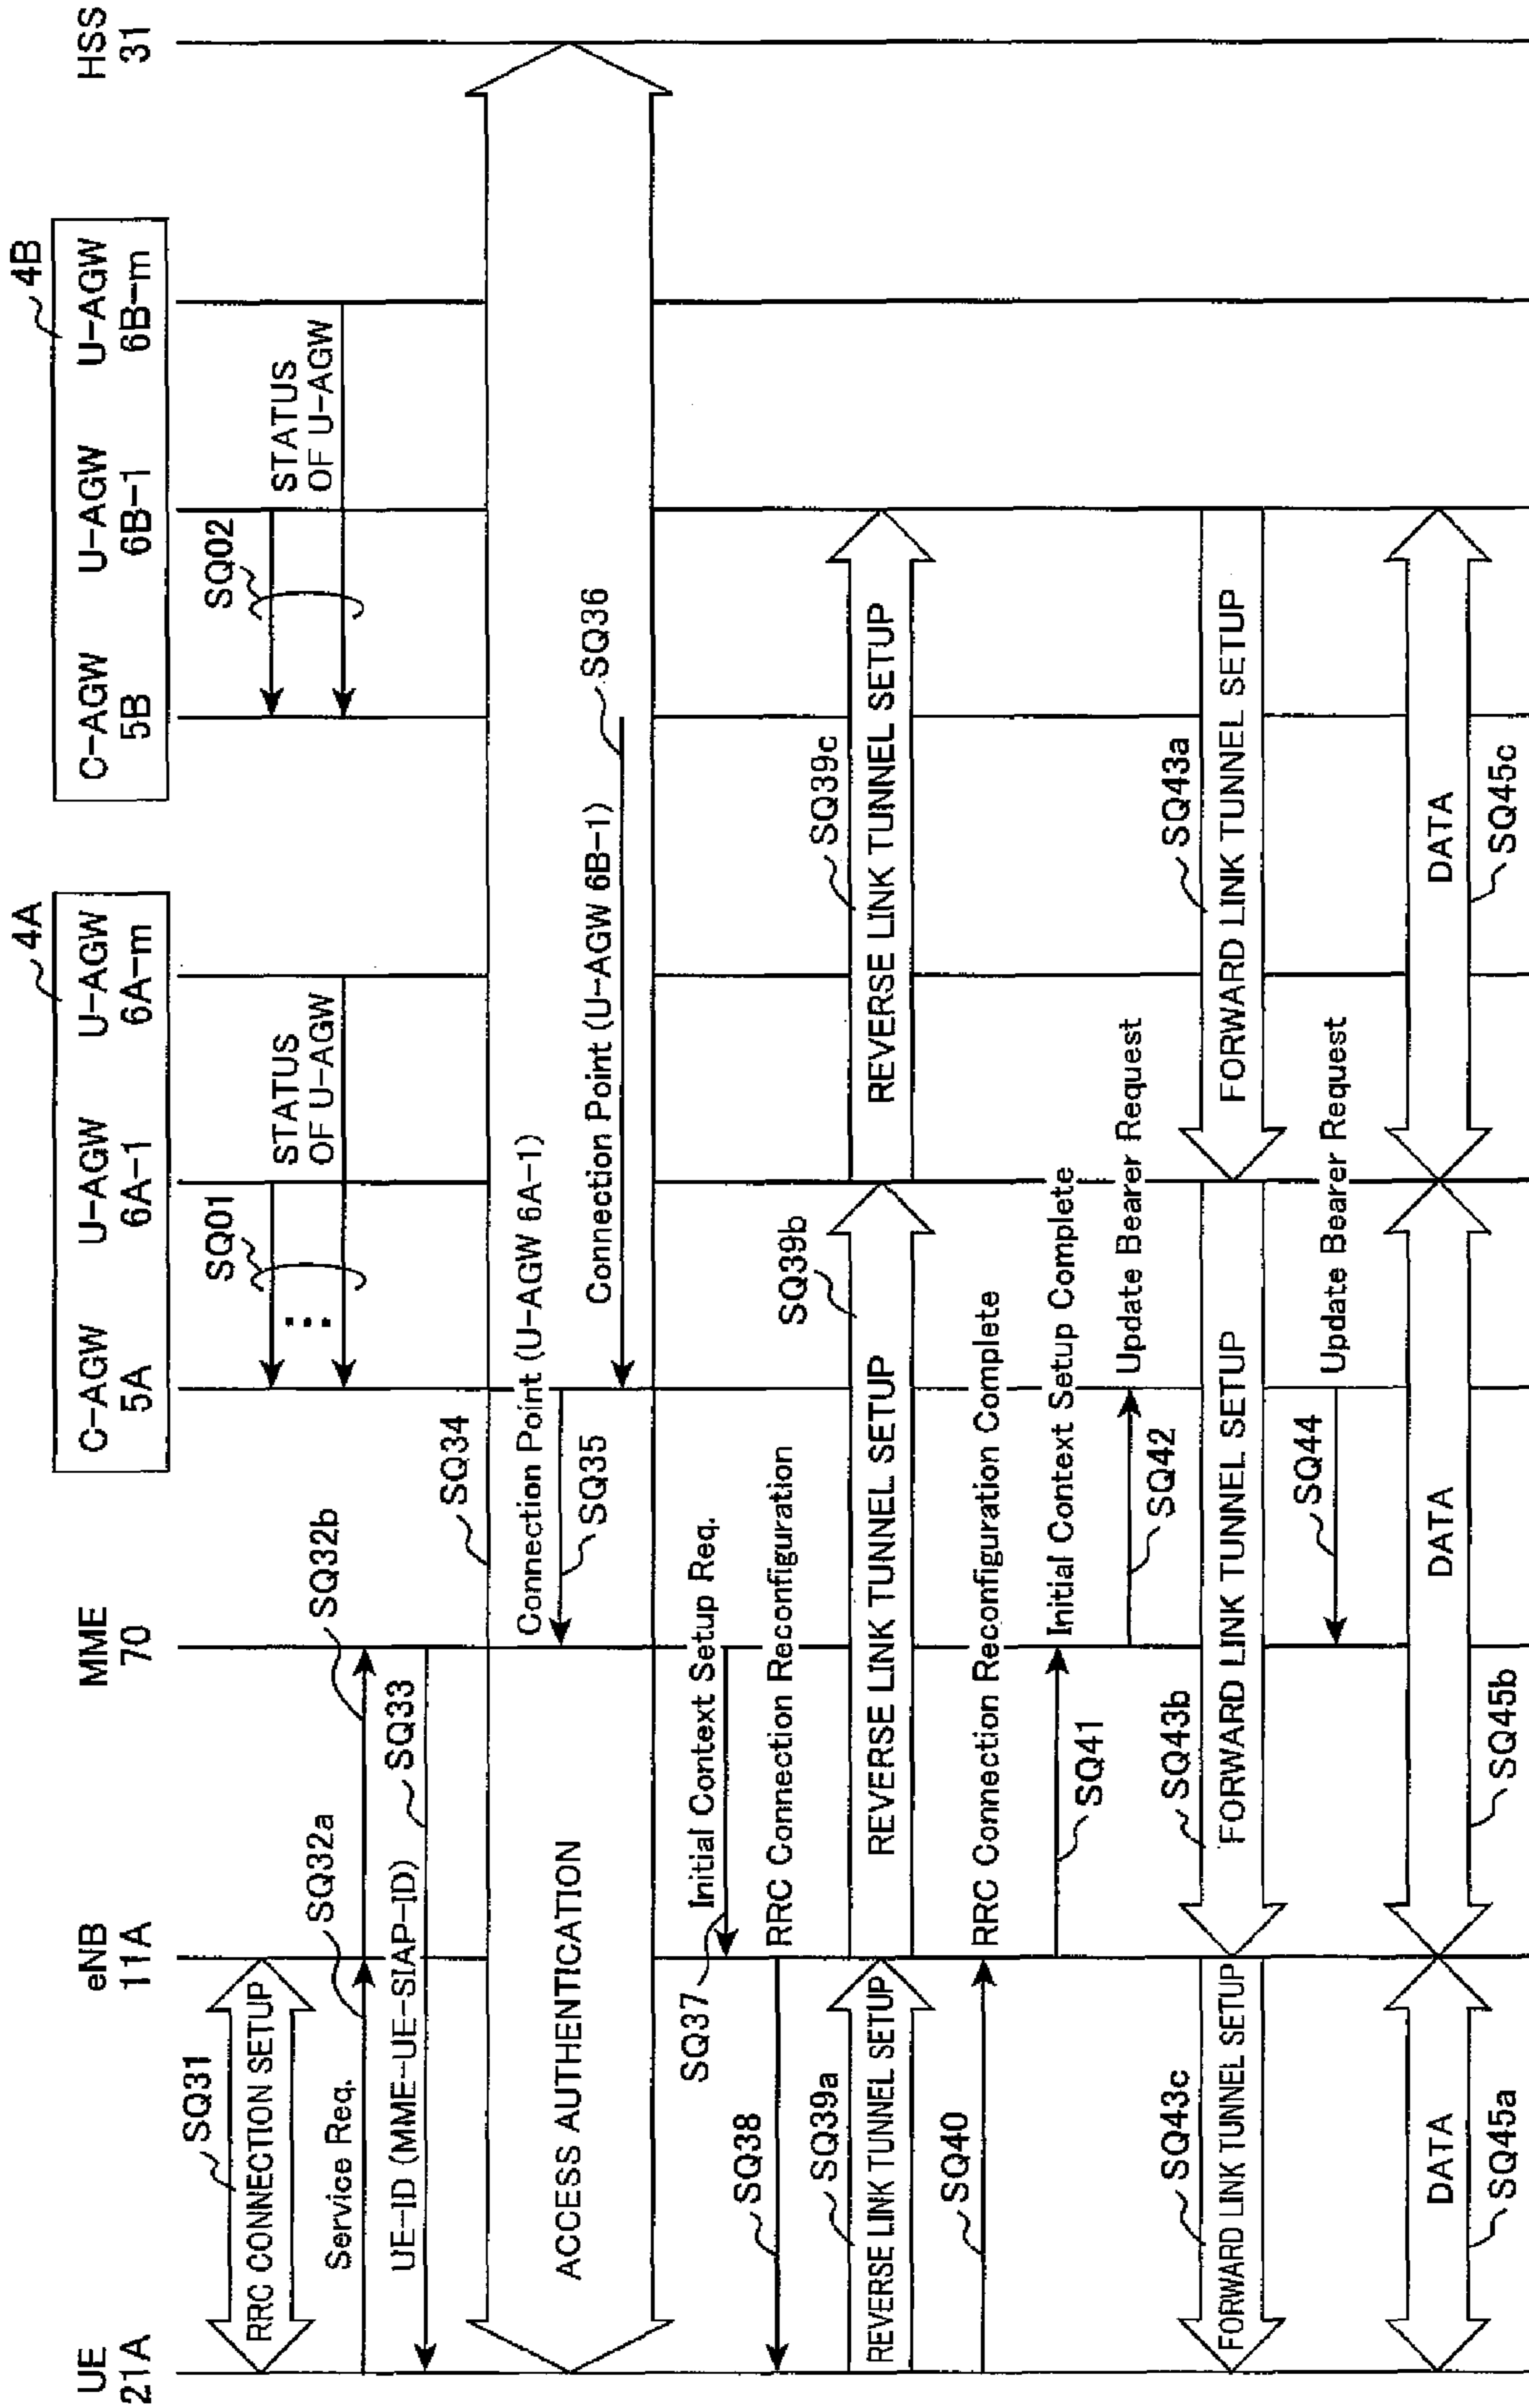 UE
21A
eNB
11A
MME
70
4A
C-AGW
5A
U-AGW
6A-1
U-AGW
6A-m
4B
C-AGW
5B
U-AGW
6B-1
U-AGW
6B-m
HSS
31
SQ31
RRC CONNECTION SETUP
SQ01
STATUS
OF U-AGW
SQ02
STATUS
OF U-AGW
Service Req.
SQ32a
SQ32b
UE-ID (MME-UE-SIAP-ID)
SQ33
SQ34
ACCESS AUTHENTICATION
Connection Point (U-AGW 6A-1)
SQ35
Connection Point (U-AGW 6B-1)
SQ36
Initial Context Setup Req.
SQ37
RRC Connection Reconfiguration
SQ38
SQ39a
REVERSE LINK TUNNEL SETUP
SQ39b
REVERSE LINK TUNNEL SETUP
SQ39c
REVERSE LINK TUNNEL SETUP
SQ40
RRC Connection Reconfiguration Complete
SQ41
Initial Context Setup Complete
SQ42
Update Bearer Request
SQ43c
FORWARD LINK TUNNEL SETUP
SQ43b
FORWARD LINK TUNNEL SETUP
SQ43a
FORWARD LINK TUNNEL SETUP
SQ44
Update Bearer Request
DATA
SQ45a
DATA
SQ45b
DATA
SQ45c